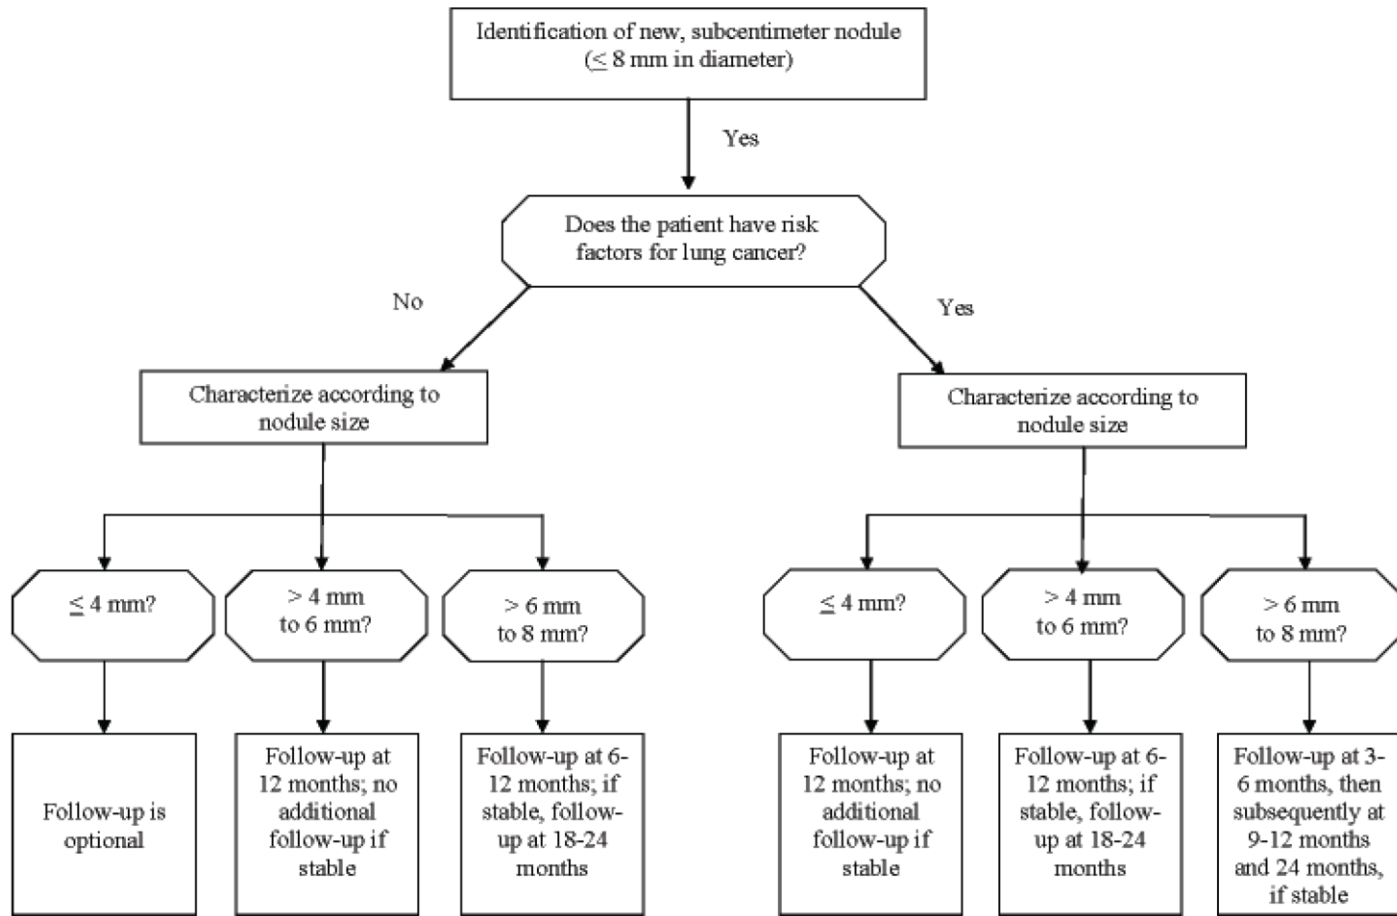 Identification of new, subcentimeter nodule
(≤ 8 mm in diameter)
Yes
Does the patient have risk
factors for lung cancer?
No
Yes
Characterize according to
nodule size
Characterize according to
nodule size
≤ 4 mm?
> 4 mm
to 6 mm?
> 6 mm
to 8 mm?
≤ 4 mm?
> 4 mm
to 6 mm?
> 6 mm
to 8 mm?
Follow-up is
optional
Follow-up at
12 months; no
additional
follow-up if
stable
Follow-up at 6-
12 months; if
stable, follow-
up at 18-24
months
Follow-up at
12 months; no
additional
follow-up if
stable
Follow-up at 6-
12 months; if
stable, follow-
up at 18-24
months
Follow-up at 3-
6 months, then
subsequently at
9-12 months
and 24 months,
if stable